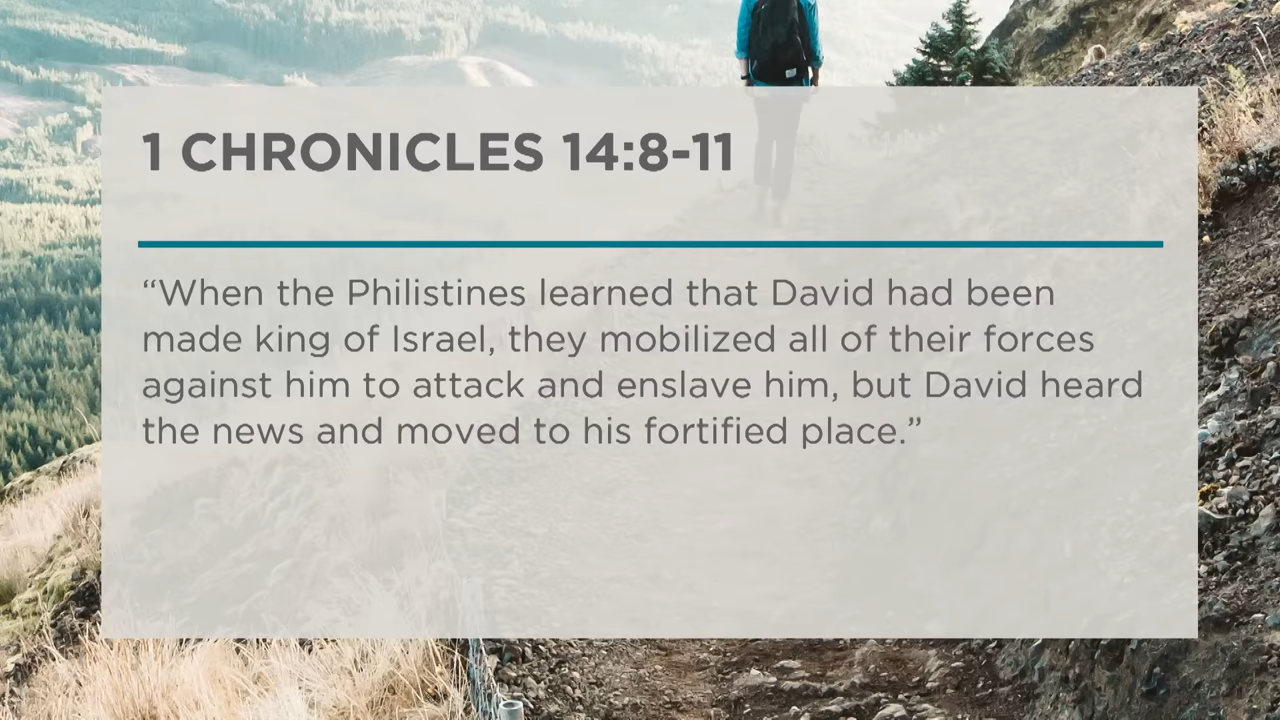 1 CHRONICLES 14:8-11
“When the Philistines learned that David had been
made king of Israel, they mobilized all of their forces
against him to attack and enslave him, but David heard
the news and moved to his fortified place.”